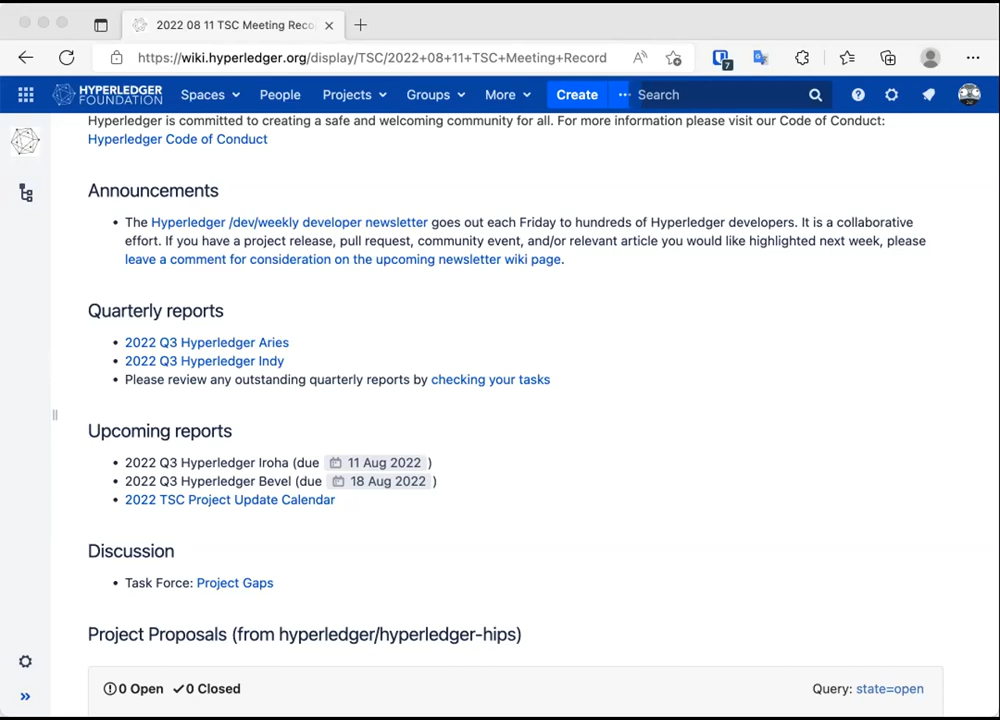 2022 08 11 TSC Meeting Reco
https://wiki.hyperledger.org/display/TSC/2022+08+11+TSC+Meeting+Record
7
HYPERLEDGER
FOUNDATION
Spaces
People
Projects
Groups
More
Create
Search
Hyperledger is committed to creating a safe and welcoming community for all. For more information please visit our Code of Conduct:
Hyperledger Code of Conduct
Announcements
• The Hyperledger /dev/weekly developer newsletter goes out each Friday to hundreds of Hyperledger developers. It is a collaborative
effort. If you have a project release, pull request, community event, and/or relevant article you would like highlighted next week, please
leave a comment for consideration on the upcoming newsletter wiki page.
Quarterly reports
• 2022 Q3 Hyperledger Aries
• 2022 Q3 Hyperledger Indy
• Please review any outstanding quarterly reports by checking your tasks
Upcoming reports
• 2022 Q3 Hyperledger Iroha (due 11 Aug 2022 )
• 2022 Q3 Hyperledger Bevel (due 18 Aug 2022 )
• 2022 TSC Project Update Calendar
Discussion
• Task Force: Project Gaps
Project Proposals (from hyperledger/hyperledger-hips)
0 Open ✓0 Closed
Query: state=open